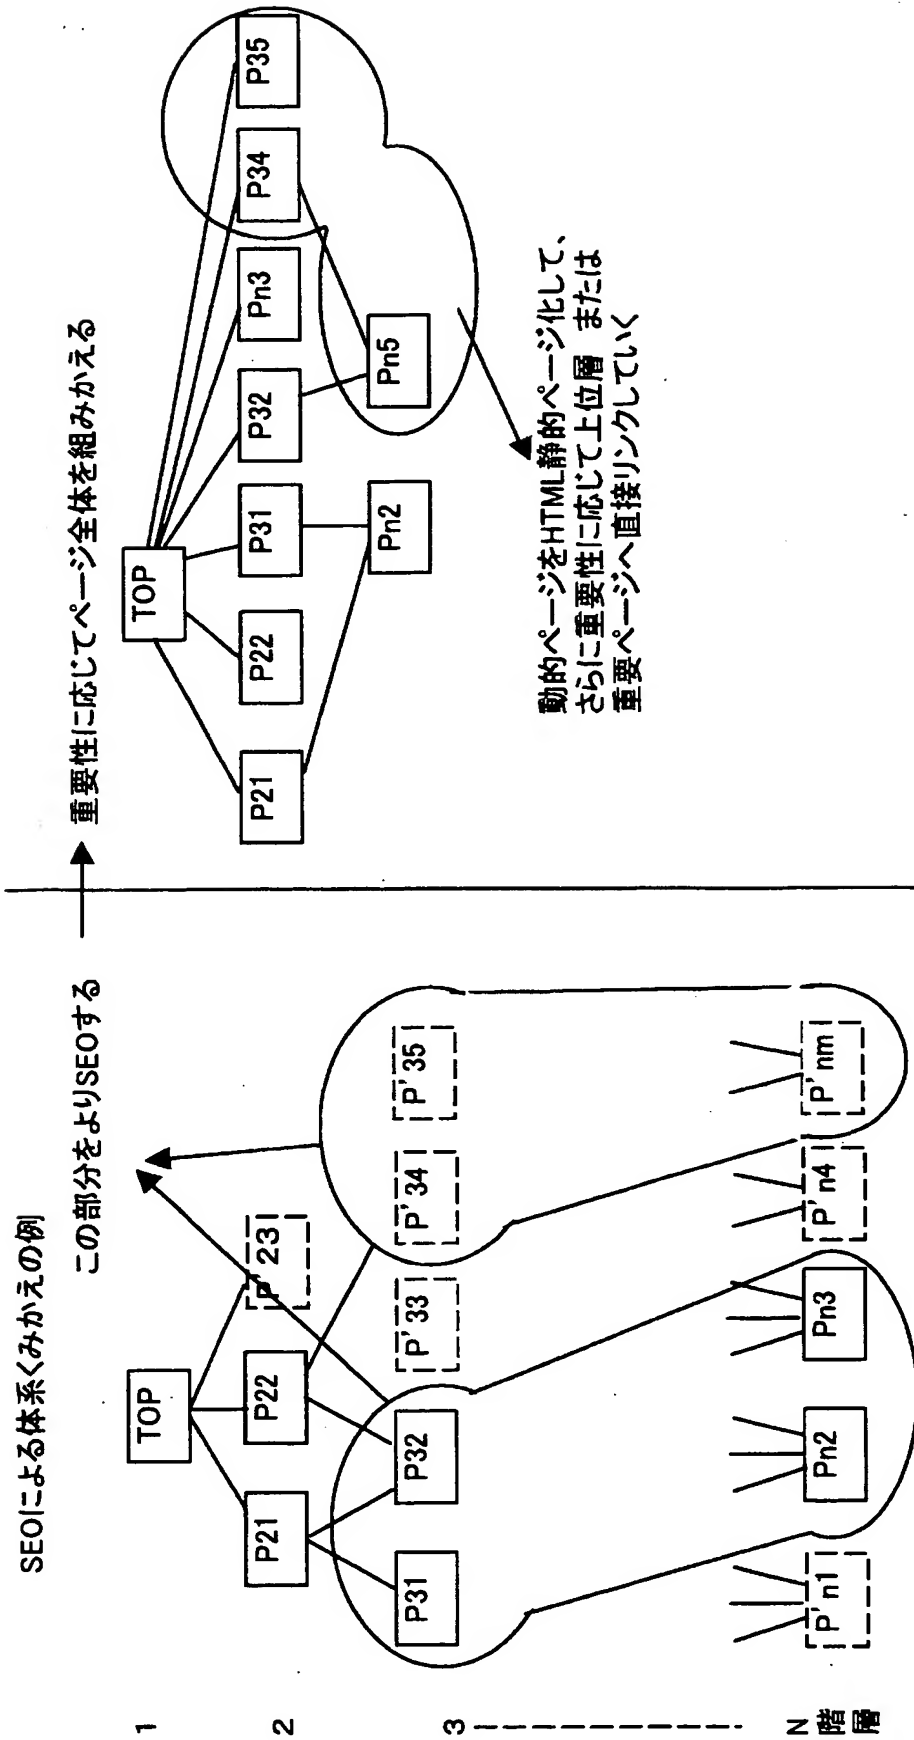 SEOによる体系くみかえの例
この部分をよりSEOする
重要性に応じてページ全体を組みかえる
1
2
3
N
階
層
TOP
P21
P22
P'23
P31
P32
P'33
P'34
P'35
P'n1
Pn2
Pn3
P'n4
P'nm
TOP
P21
P22
P31
P32
Pn3
P34
P35
Pn2
Pn5
動的ページをHTML静的ページ化して、
さらに重要性に応じて上位層 または
重要ページへ直接リンクしていく